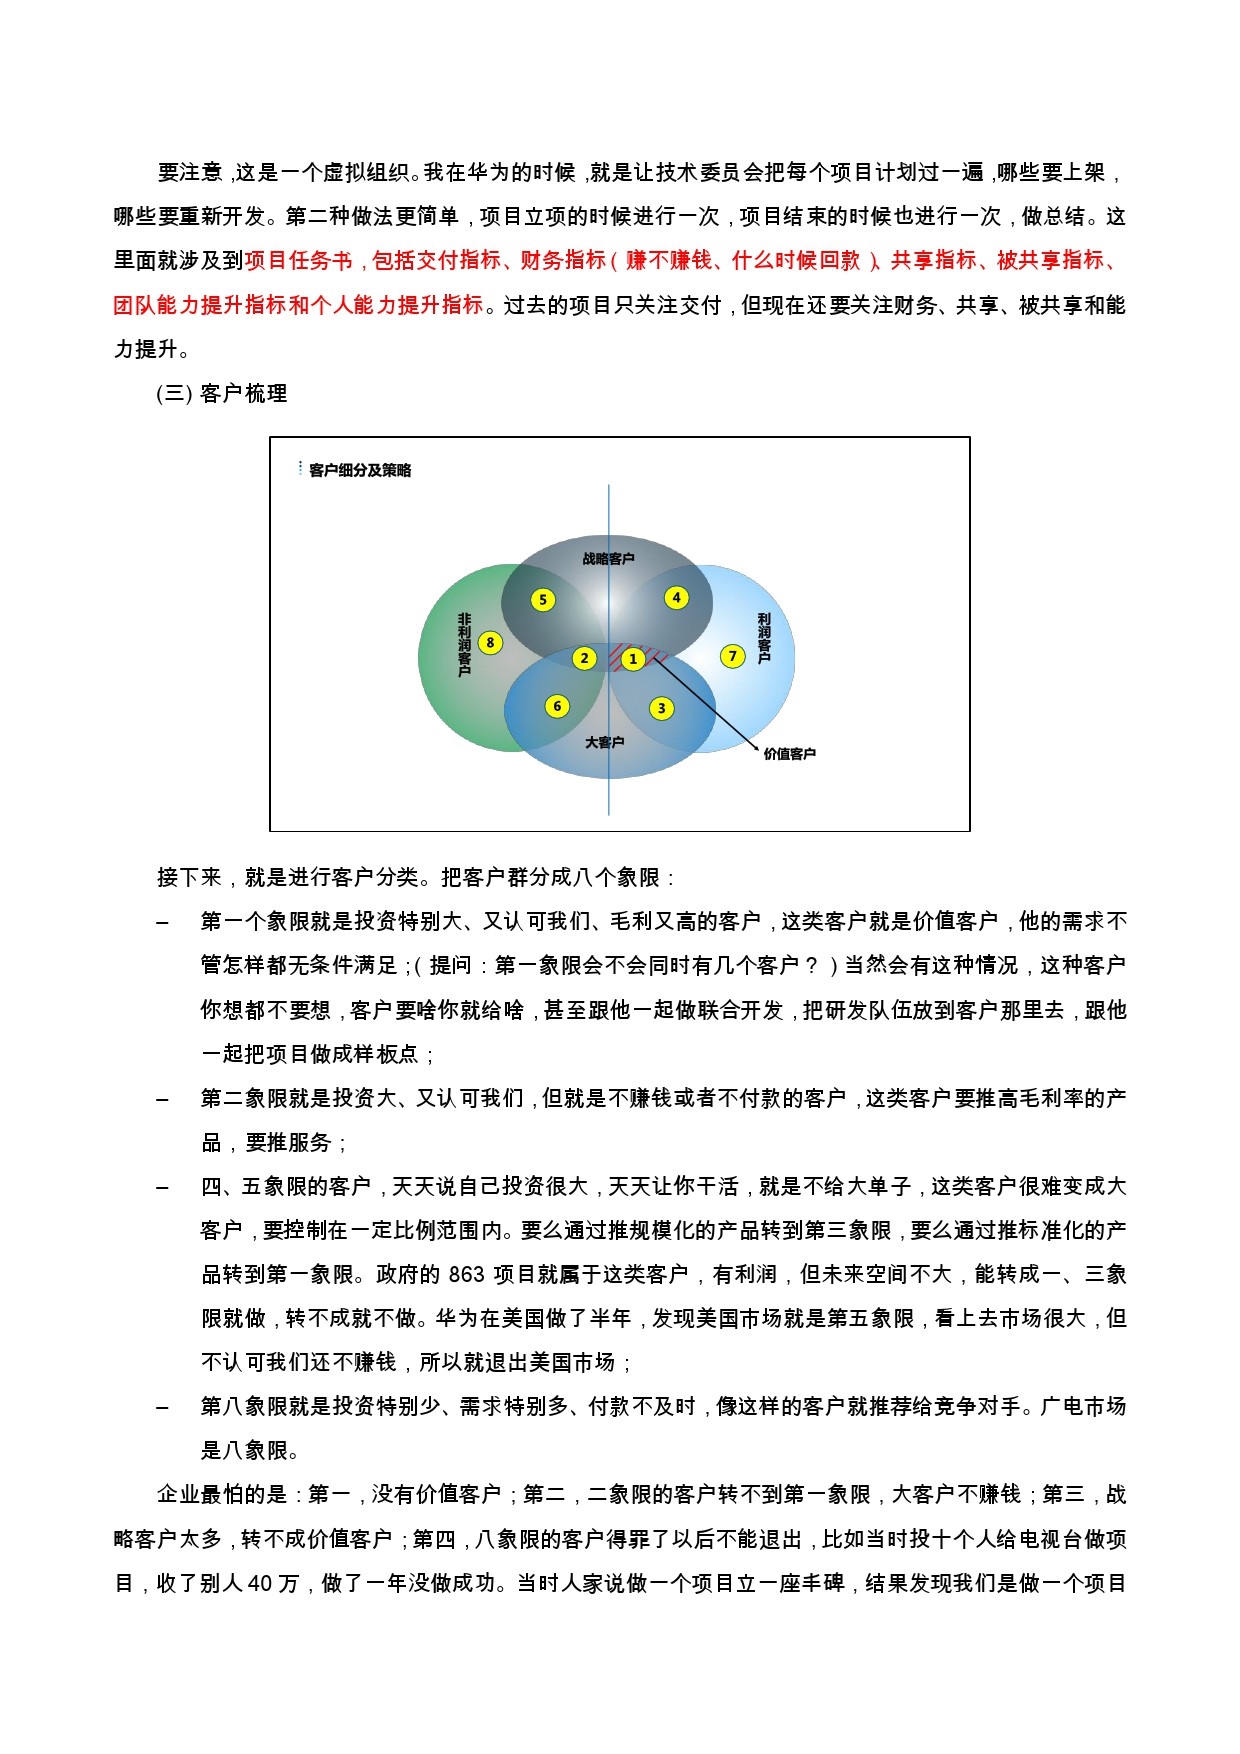 要注意，这是一个虚拟组织。我在华为的时候，就是让技术委员会把每个项目计划过一遍，哪些要上架，
哪些要重新开发。第二种做法更简单，项目立项的时候进行一次，项目结束的时候也进行一次，做总结。这
里面就涉及到项目任务书，包括交付指标、财务指标（赚不赚钱、什么时候回款）、共享指标、被共享指标、
团队能力提升指标和个人能力提升指标。过去的项目只关注交付，但现在还要关注财务、共享、被共享和能
力提升。
(三) 客户梳理
客户细分及策略
战略客户
5
4
非利润客户
利润客户
8
2
1
7
6
3
大客户
价值客户
接下来，就是进行客户分类。把客户群分成八个象限：
– 第一个象限就是投资特别大、又认可我们、毛利又高的客户，这类客户就是价值客户，他的需求不
管怎样都无条件满足；（提问：第一象限会不会同时有几个客户？）当然会有这种情况，这种客户
你想都不要想，客户要啥你就给啥，甚至跟他一起做联合开发，把研发队伍放到客户那里去，跟他
一起把项目做成样板点；
– 第二象限就是投资大、又认可我们，但就是不赚钱或者不付款的客户，这类客户要推高毛利率的产
品，要推服务；
– 四、五象限的客户，天天说自己投资很大，天天让你干活，就是不给大单子，这类客户很难变成大
客户，要控制在一定比例范围内。要么通过推规模化的产品转到第三象限，要么通过推标准化的产
品转到第一象限。政府的 863 项目就属于这类客户，有利润，但未来空间不大，能转成一、三象
限就做，转不成就不做。华为在美国做了半年，发现美国市场就是第五象限，看上去市场很大，但
不认可我们还不赚钱，所以就退出美国市场；
– 第八象限就是投资特别少、需求特别多、付款不及时，像这样的客户就推荐给竞争对手。广电市场
是八象限。
企业最怕的是：第一，没有价值客户；第二，二象限的客户转不到第一象限，大客户不赚钱；第三，战
略客户太多，转不成价值客户；第四，八象限的客户得罪了以后不能退出，比如当时投十个人给电视台做项
目，收了别人 40 万，做了一年没做成功。当时人家说做一个项目立一座丰碑，结果发现我们是做一个项目